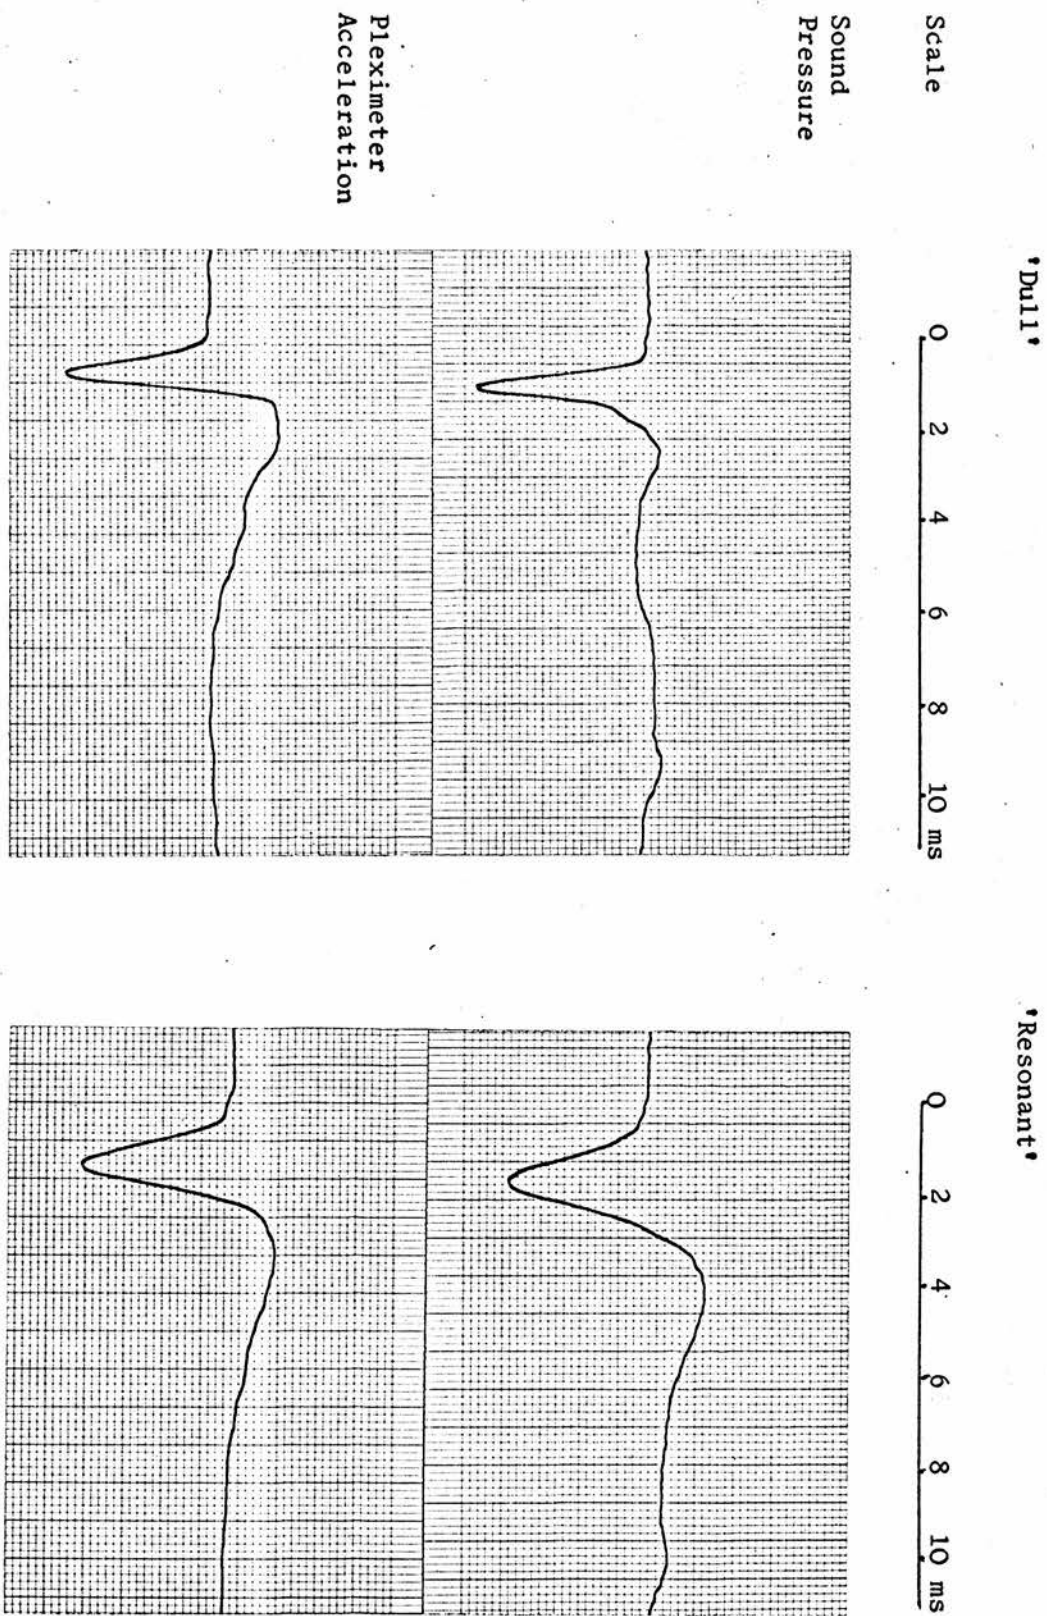 'Dull'
'Resonant'
Scale
0 2 4 6 8 10 ms
0 2 4 6 8 10 ms
Sound
Pressure
Pleximeter
Acceleration